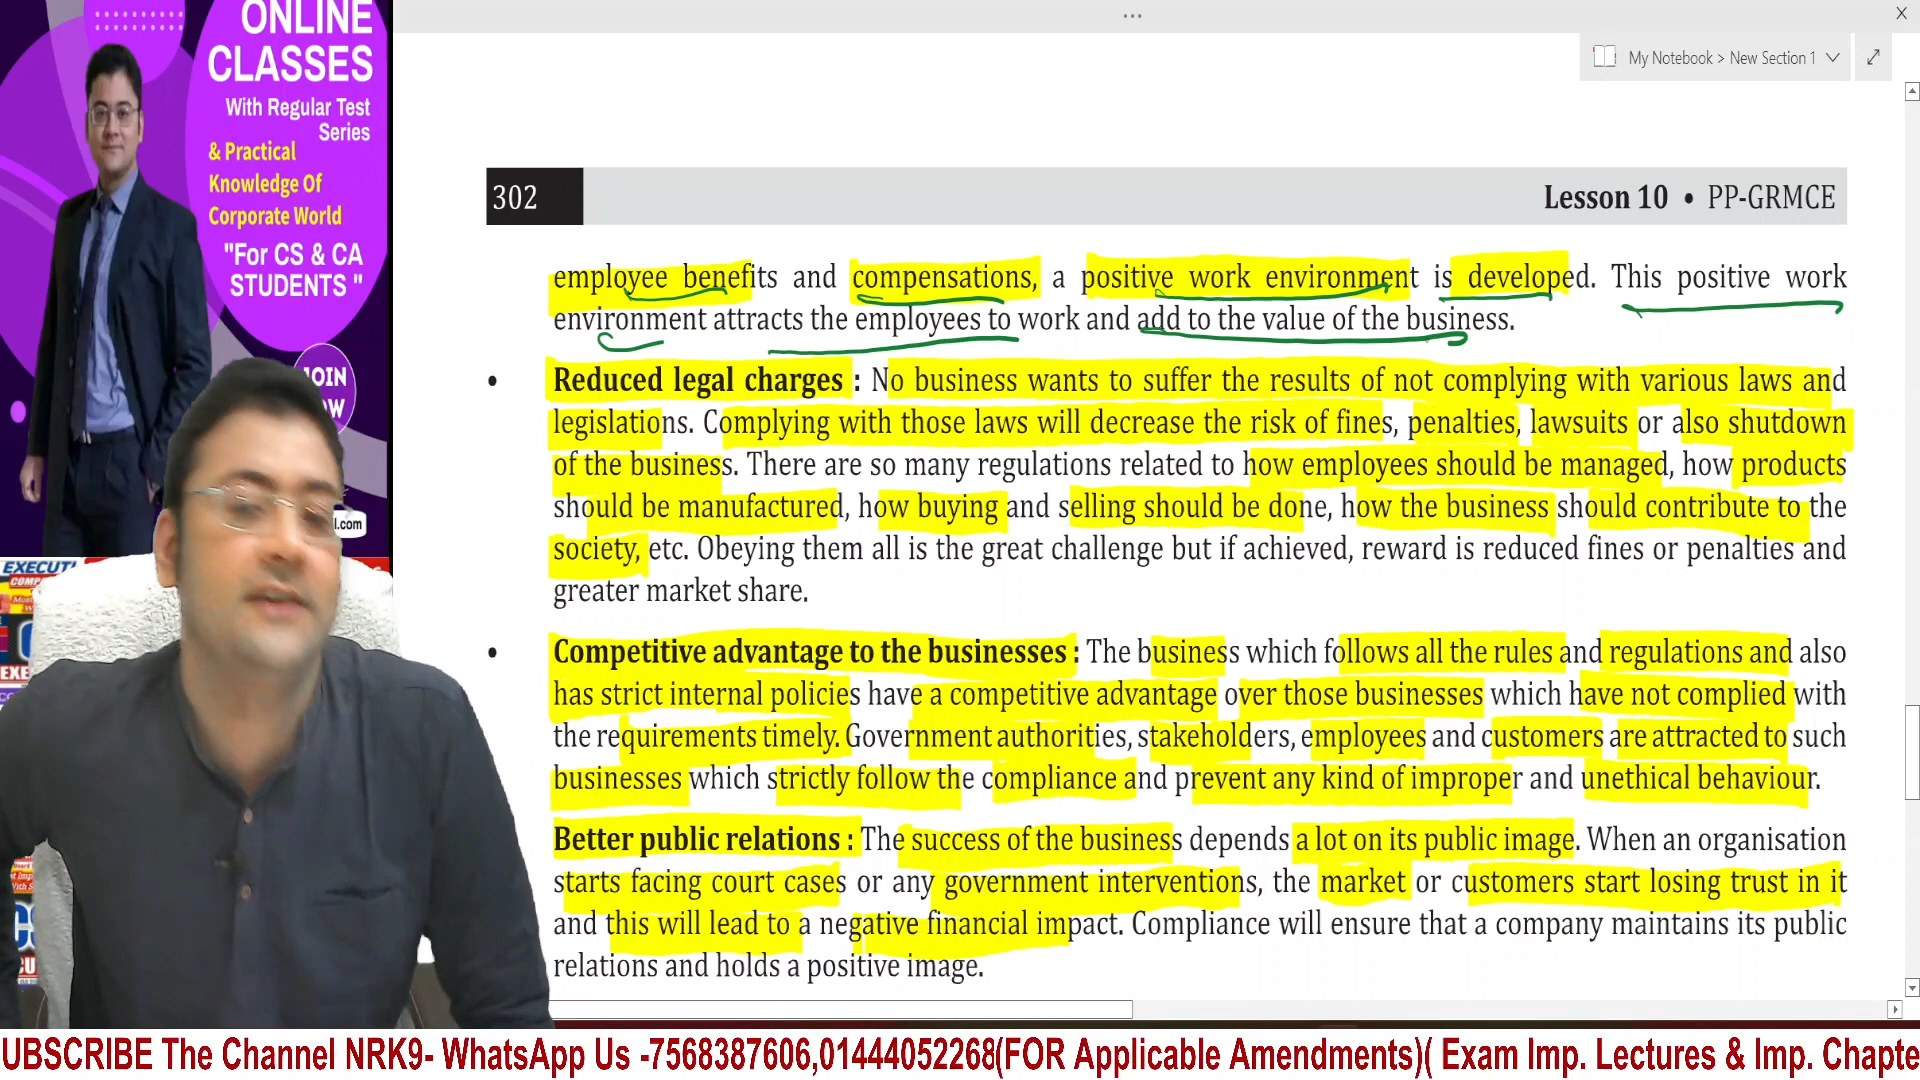 ONLINE
CLASSES
With Regular Test
Series
& Practical
Knowledge Of
Corporate World
"For CS & CA
STUDENTS "
JOIN
l.com
My Notebook > New Section 1
302
Lesson 10 • PP-GRMCE
employee benefits and compensations, a positive work environment is developed. This positive work
environment attracts the employees to work and add to the value of the business.
• Reduced legal charges : No business wants to suffer the results of not complying with various laws and
legislations. Complying with those laws will decrease the risk of fines, penalties, lawsuits or also shutdown
of the business. There are so many regulations related to how employees should be managed, how products
should be manufactured, how buying and selling should be done, how the business should contribute to the
society, etc. Obeying them all is the great challenge but if achieved, reward is reduced fines or penalties and
greater market share.
• Competitive advantage to the businesses : The business which follows all the rules and regulations and also
has strict internal policies have a competitive advantage over those businesses which have not complied with
the requirements timely. Government authorities, stakeholders, employees and customers are attracted to such
businesses which strictly follow the compliance and prevent any kind of improper and unethical behaviour.
Better public relations : The success of the business depends a lot on its public image. When an organisation
starts facing court cases or any government interventions, the market or customers start losing trust in it
and this will lead to a negative financial impact. Compliance will ensure that a company maintains its public
relations and holds a positive image.
EXECUTI
UBSCRIBE The Channel NRK9- WhatsApp Us -7568387606,01444052268(FOR Applicable Amendments)( Exam Imp. Lectures & Imp. Chapte